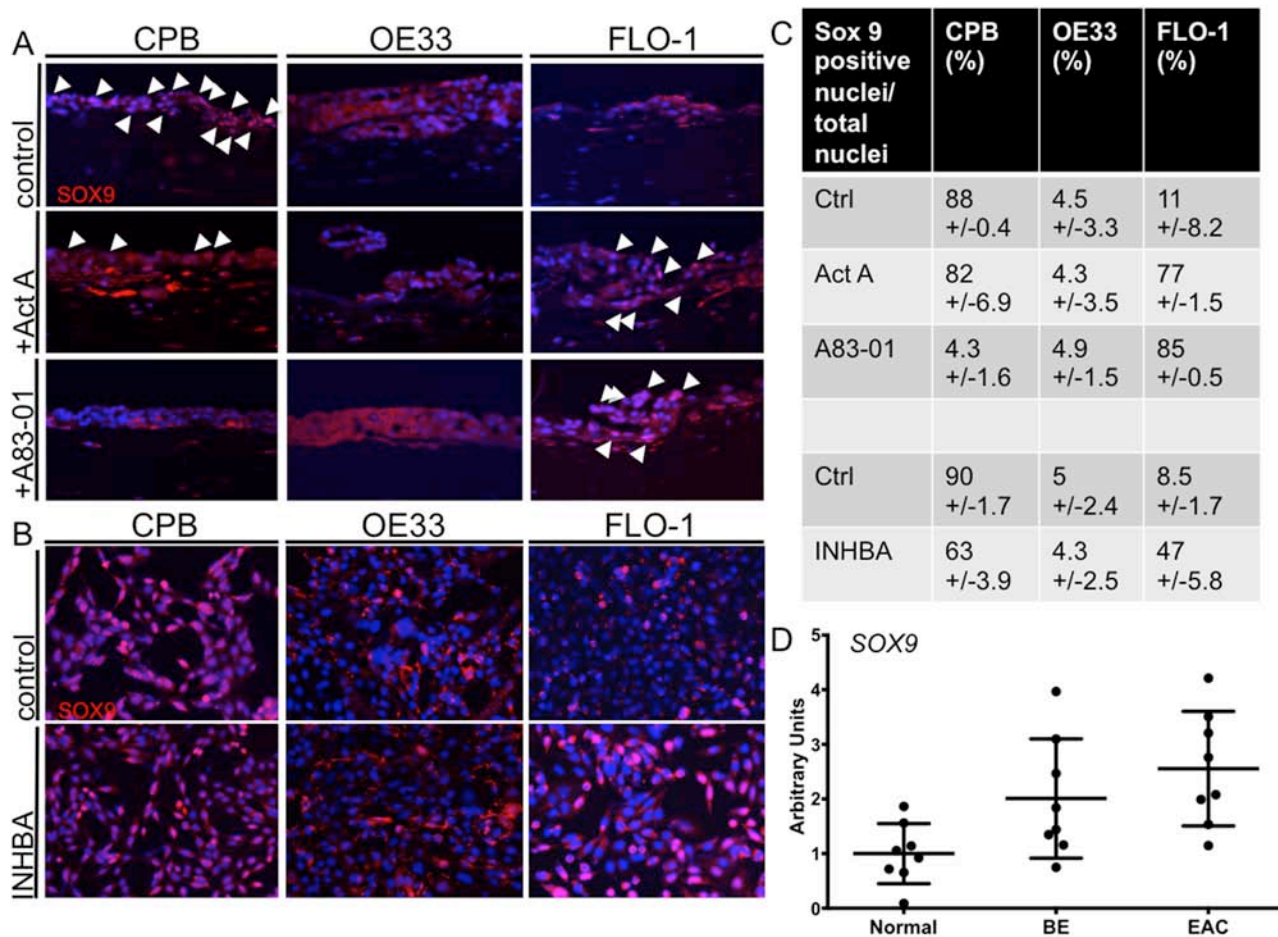 A
CPB OE33 FLO-1
control
SOX9
+Act A
+A83-01
B
CPB OE33 FLO-1
control
SOX9
INHBA
C
Sox 9 positive nuclei/ total nuclei CPB (%) OE33 (%) FLO-1 (%)
Ctrl 88 +/-0.4 4.5 +/-3.3 11 +/-8.2
Act A 82 +/-6.9 4.3 +/-3.5 77 +/-1.5
A83-01 4.3 +/-1.6 4.9 +/-1.5 85 +/-0.5
Ctrl 90 +/-1.7 5 +/-2.4 8.5 +/-1.7
INHBA 63 +/-3.9 4.3 +/-2.5 47 +/-5.8
D
SOX9
Arbitrary Units
5
4
3
2
1
0
Normal BE EAC